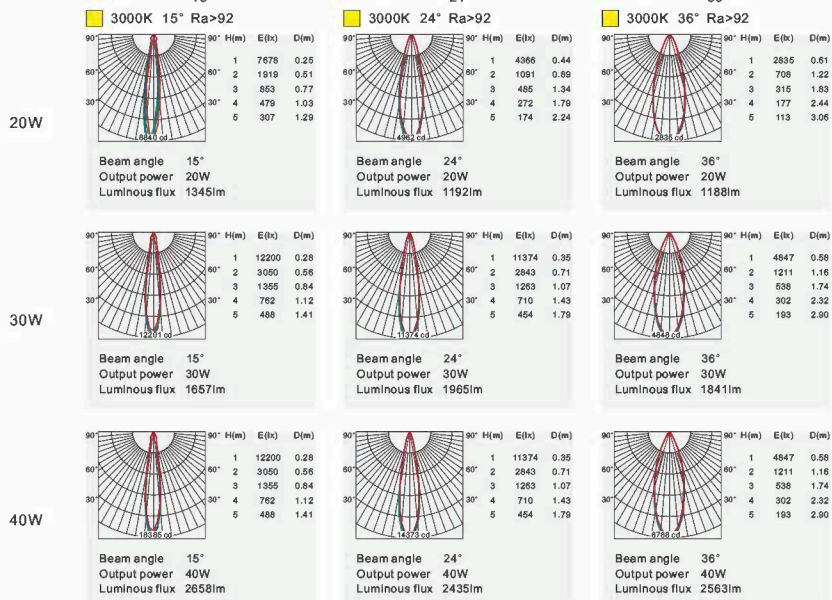 3000K 15° Ra>92
3000K 24° Ra>92
3000K 36° Ra>92
20W
90° 90° H(m) E(lx) D(m)
1 7678 0.25
60° 60° 2 1919 0.51
3 853 0.77
30° 30° 4 479 1.03
5 307 1.29
8840 cd
Beam angle 15°
Output power 20W
Luminous flux 1345lm
90° 90° H(m) E(lx) D(m)
1 4366 0.44
60° 60° 2 1091 0.89
3 485 1.34
30° 30° 4 272 1.79
5 174 2.24
4962 cd
Beam angle 24°
Output power 20W
Luminous flux 1192lm
90° 90° H(m) E(lx) D(m)
1 2835 0.61
60° 60° 2 708 1.22
3 315 1.83
30° 30° 4 177 2.44
5 113 3.06
2835 cd
Beam angle 36°
Output power 20W
Luminous flux 1188lm
30W
90° 90° H(m) E(lx) D(m)
1 12200 0.28
60° 60° 2 3050 0.56
3 1355 0.84
30° 30° 4 762 1.12
5 488 1.41
12201 cd
Beam angle 15°
Output power 30W
Luminous flux 1657lm
90° 90° H(m) E(lx) D(m)
1 11374 0.35
60° 60° 2 2843 0.71
3 1263 1.07
30° 30° 4 710 1.43
5 454 1.79
11374 cd
Beam angle 24°
Output power 30W
Luminous flux 1965lm
90° 90° H(m) E(lx) D(m)
1 4847 0.58
60° 60° 2 1211 1.16
3 538 1.74
30° 30° 4 302 2.32
5 193 2.90
4848 cd
Beam angle 36°
Output power 30W
Luminous flux 1841lm
40W
90° 90° H(m) E(lx) D(m)
1 12200 0.28
60° 60° 2 3050 0.56
3 1355 0.84
30° 30° 4 762 1.12
5 488 1.41
18385 cd
Beam angle 15°
Output power 40W
Luminous flux 2658lm
90° 90° H(m) E(lx) D(m)
1 11374 0.35
60° 60° 2 2843 0.71
3 1263 1.07
30° 30° 4 710 1.43
5 454 1.79
14373 cd
Beam angle 24°
Output power 40W
Luminous flux 2435lm
90° 90° H(m) E(lx) D(m)
1 4847 0.58
60° 60° 2 1211 1.16
3 538 1.74
30° 30° 4 302 2.32
5 193 2.90
6788 cd
Beam angle 36°
Output power 40W
Luminous flux 2563lm